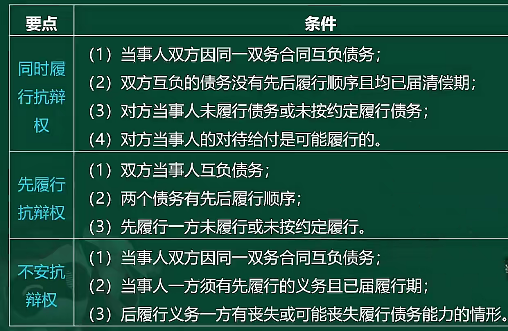 要点 条件
同时履行抗辩权
（1）当事人双方因同一双务合同互负债务；
（2）双方互负的债务没有先后履行顺序且均已届清偿期；
（3）对方当事人未履行债务或未按约定履行债务；
（4）对方当事人的对待给付是可能履行的。
先履行抗辩权
（1）双方当事人互负债务；
（2）两个债务有先后履行顺序；
（3）先履行一方未履行或未按约定履行。
不安抗辩权
（1）当事人双方因同一双务合同互负债务；
（2）当事人一方须有先履行的义务且已届履行期；
（3）后履行义务一方有丧失或可能丧失履行债务能力的情形。